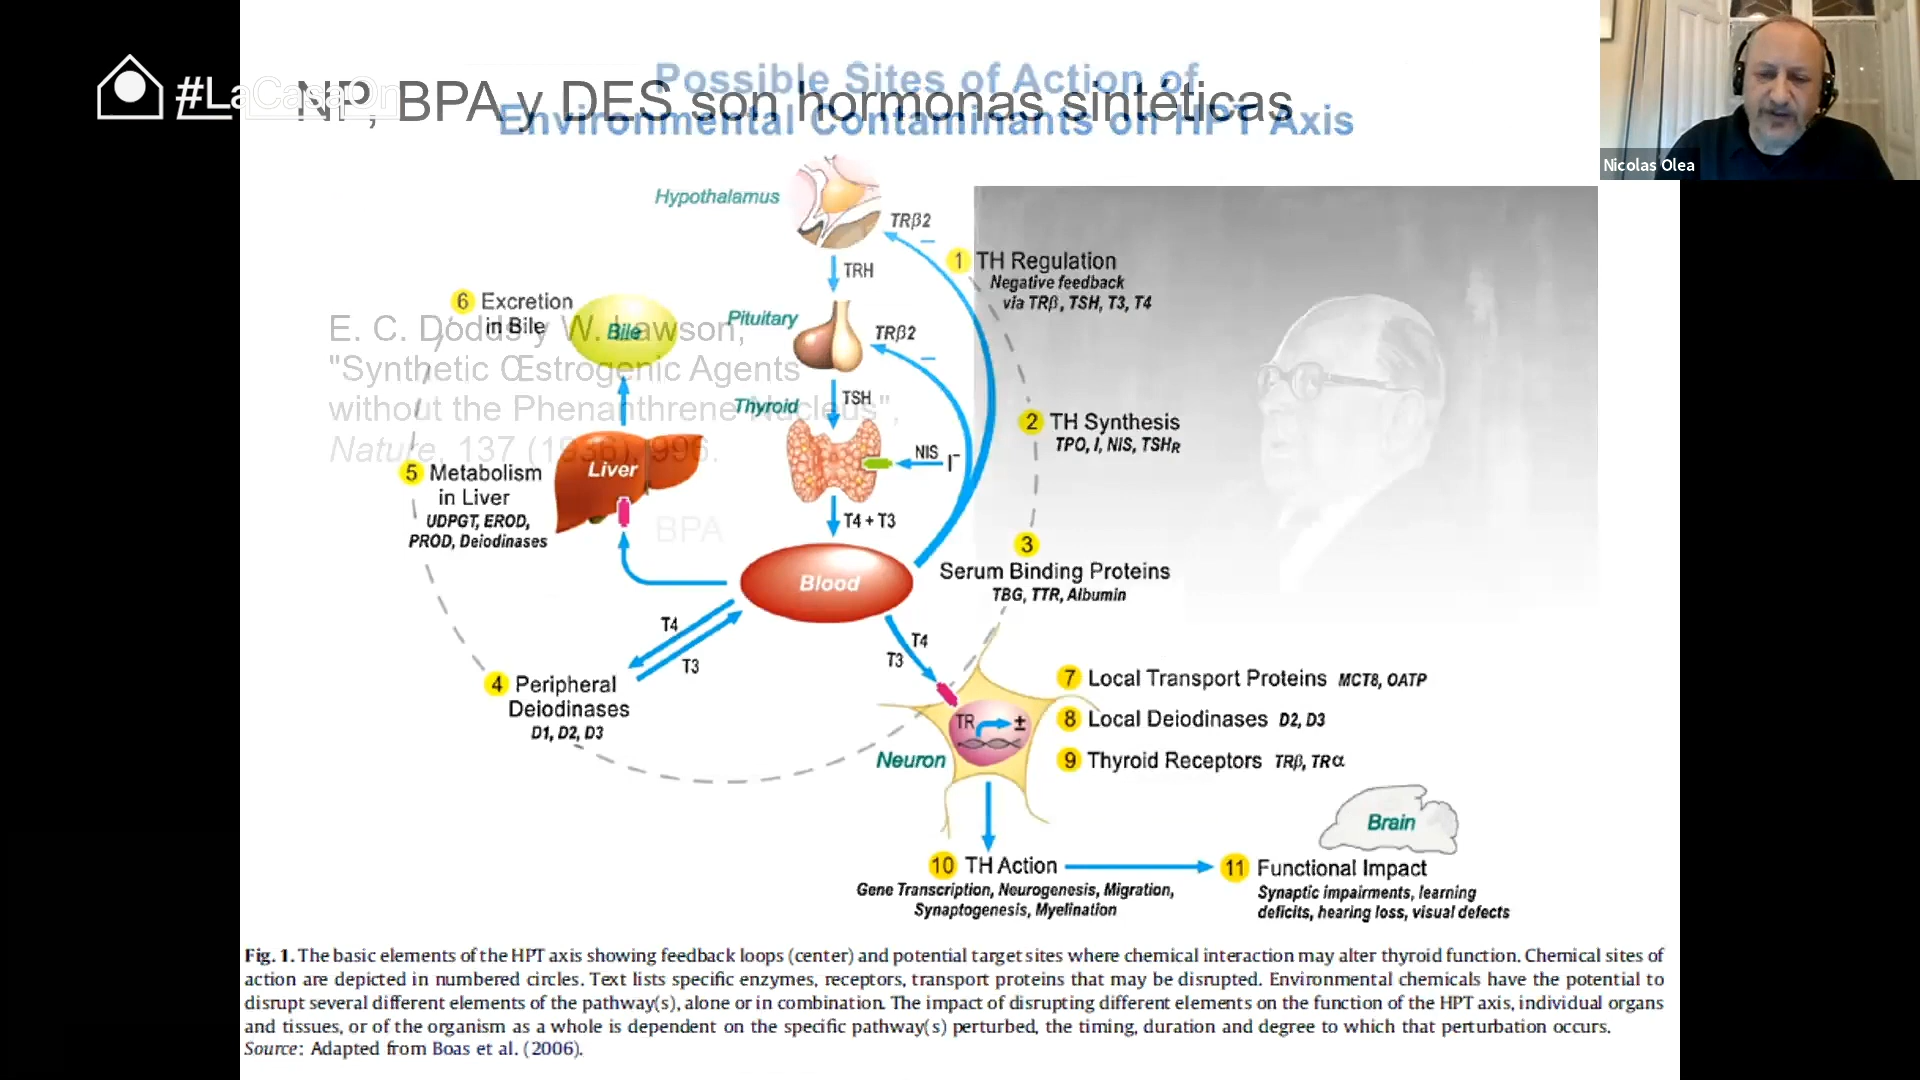 #LaCasaOn
NP, BPA y DES son hormonas sintéticas
Possible Sites of Action of
Environmental Contaminants on HPT Axis
Nicolas Olea
Hypothalamus
TRβ2
TRH
1 TH Regulation
Negative feedback
via TRβ, TSH, T3, T4
6 Excretion
in Bile
Bile
Pituitary
TRβ2
E. C. Dodds y W. Lawson,
"Synthetic Œstrogenic Agents
without the Phenanthrene Nucleus",
Nature, 137 (1936), 996.
TSH
Thyroid
2 TH Synthesis
TPO, I, NIS, TSHR
NIS I⁻
5 Metabolism
in Liver
UDPGT, EROD,
PROD, Deiodinases
Liver
BPA
T4 + T3
3
Serum Binding Proteins
TBG, TTR, Albumin
Blood
T4
T3
T4
T3
4 Peripheral
Deiodinases
D1, D2, D3
7 Local Transport Proteins MCT8, OATP
8 Local Deiodinases D2, D3
9 Thyroid Receptors TRβ, TRα
TR ±
Neuron
Brain
10 TH Action
Gene Transcription, Neurogenesis, Migration,
Synaptogenesis, Myelination
11 Functional Impact
Synaptic impairments, learning
deficits, hearing loss, visual defects
Fig. 1. The basic elements of the HPT axis showing feedback loops (center) and potential target sites where chemical interaction may alter thyroid function. Chemical sites of
action are depicted in numbered circles. Text lists specific enzymes, receptors, transport proteins that may be disrupted. Environmental chemicals have the potential to
disrupt several different elements of the pathway(s), alone or in combination. The impact of disrupting different elements on the function of the HPT axis, individual organs
and tissues, or of the organism as a whole is dependent on the specific pathway(s) perturbed, the timing, duration and degree to which that perturbation occurs.
Source: Adapted from Boas et al. (2006).